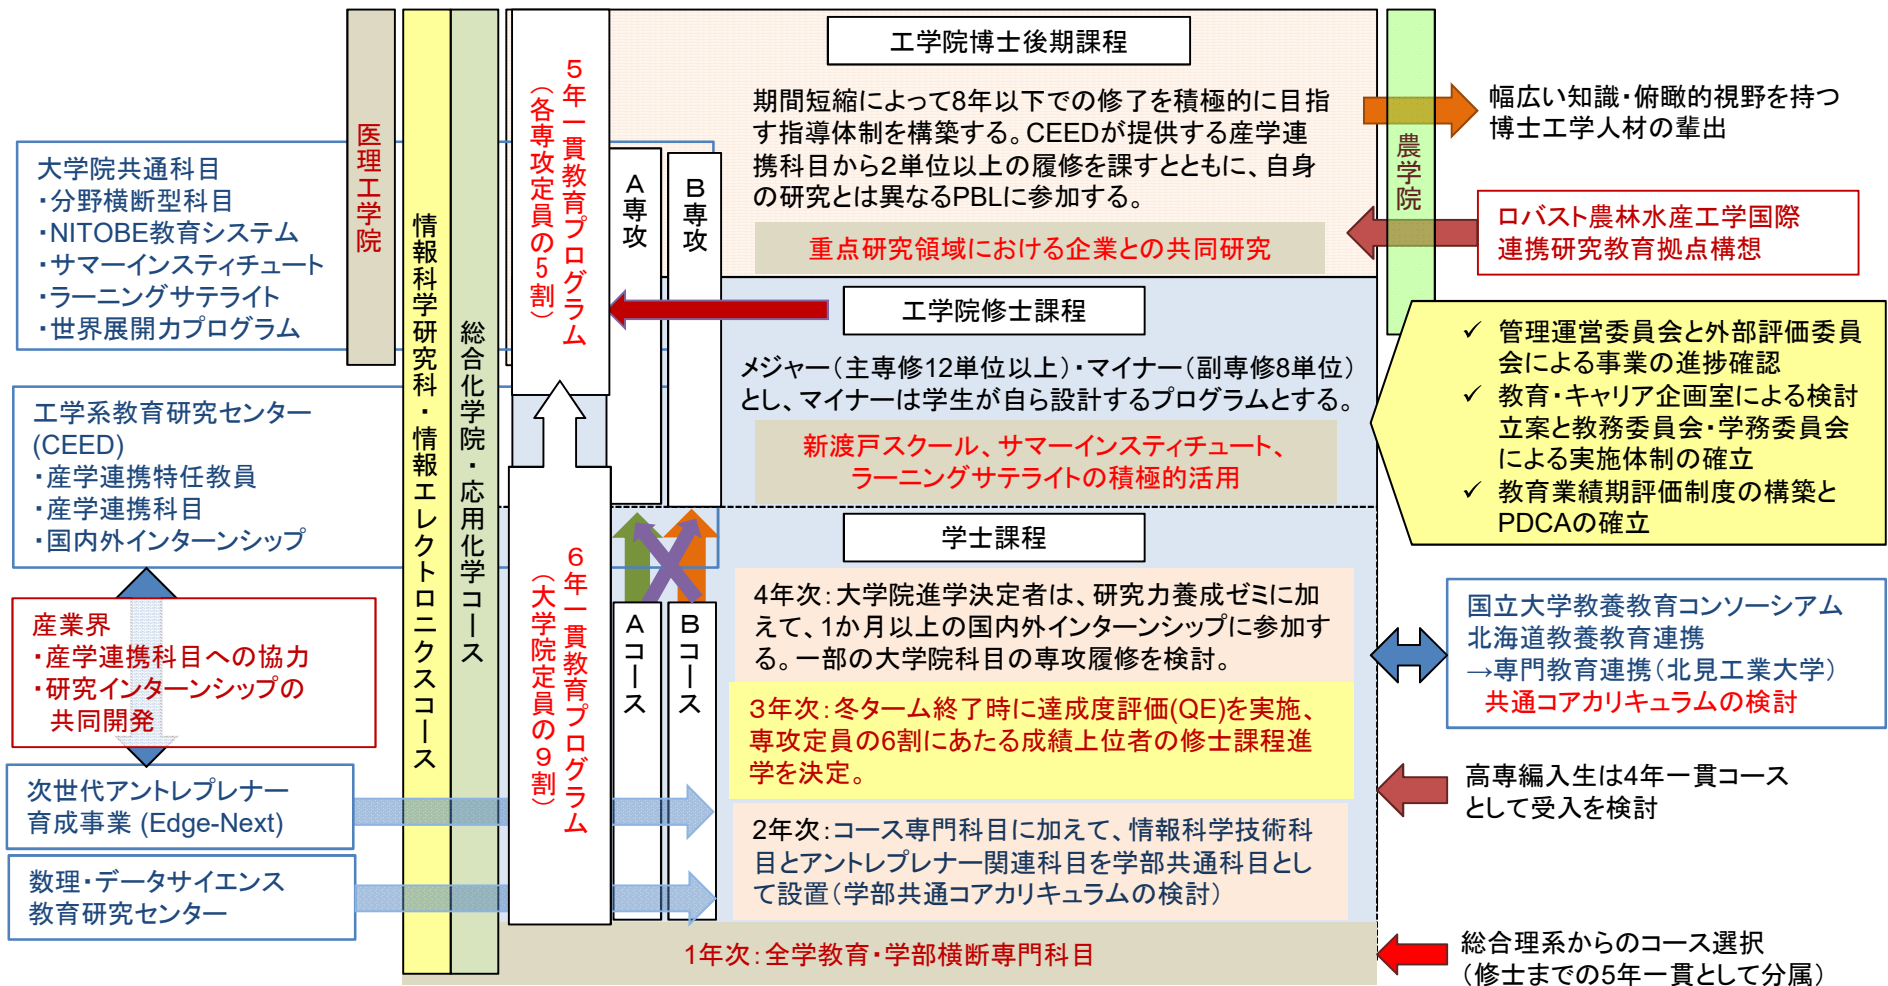 工学院博士後期課程
期間短縮によって8年以下での修了を積極的に目指
す指導体制を構築する。CEEDが提供する産学連
携科目から2単位以上の履修を課すとともに、自身
の研究とは異なるPBLに参加する。
重点研究領域における企業との共同研究
工学院修士課程
メジャー(主専修12単位以上)・マイナー(副専修8単位)
とし、マイナーは学生が自ら設計するプログラムとする。
新渡戸スクール、サマーインスティチュート、
ラーニングサテライトの積極的活用
学士課程
4年次:大学院進学決定者は、研究力養成ゼミに加
えて、1か月以上の国内外インターンシップに参加す
る。一部の大学院科目の専攻履修を検討。
3年次:冬ターム終了時に達成度評価(QE)を実施、
専攻定員の6割にあたる成績上位者の修士課程進
学を決定。
2年次:コース専門科目に加えて、情報科学技術科
目とアントレプレナー関連科目を学部共通科目とし
て設置(学部共通コアカリキュラムの検討)
1年次:全学教育・学部横断専門科目
5年一貫教育プログラム
(各専攻定員の5割)
6年一貫教育プログラム
(大学院定員の9割)
A専攻
B専攻
Aコース
Bコース
医理工学院
情報科学研究科・情報エレクトロニクスコース
総合化学院・応用化学コース
農学院
大学院共通科目
・分野横断型科目
・NITOBE教育システム
・サマーインスティチュート
・ラーニングサテライト
・世界展開力プログラム
工学系教育研究センター
(CEED)
・産学連携特任教員
・産学連携科目
・国内外インターンシップ
産業界
・産学連携科目への協力
・研究インターンシップの
共同開発
次世代アントレプレナー
育成事業 (Edge-Next)
数理・データサイエンス
教育研究センター
幅広い知識・俯瞰的視野を持つ
博士工学人材の輩出
ロバスト農林水産工学国際
連携研究教育拠点構想
✓ 管理運営委員会と外部評価委員
会による事業の進捗確認
✓ 教育・キャリア企画室による検討
立案と教務委員会・学務委員会
による実施体制の確立
✓ 教育業績期評価制度の構築と
PDCAの確立
国立大学教養教育コンソーシアム
北海道教養教育連携
→専門教育連携(北見工業大学)
共通コアカリキュラムの検討
高専編入生は4年一貫コース
として受入を検討
総合理系からのコース選択
(修士までの5年一貫として分属)